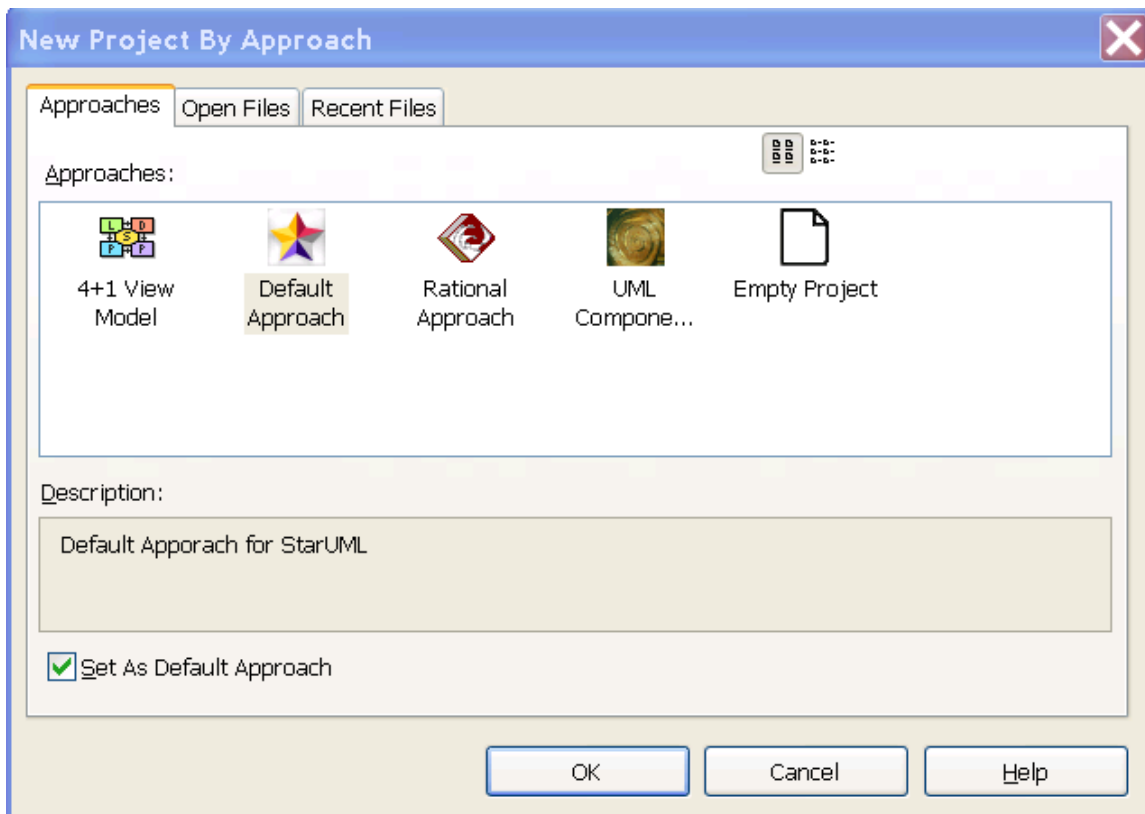 New Project By Approach
Approaches
Open Files
Recent Files
Approaches:
4+1 View
Model
Default
Approach
Rational
Approach
UML
Compone...
Empty Project
Description:
Default Apporach for StarUML
Set As Default Approach
OK
Cancel
Help